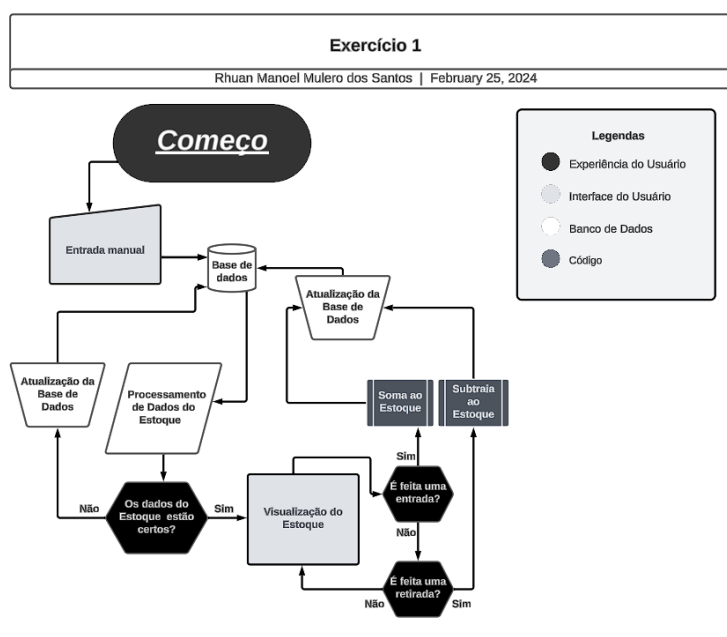 Exercício 1
Rhuan Manoel Mulero dos Santos | February 25, 2024
Começo
Legendas
Experiência do Usuário
Interface do Usuário
Banco de Dados
Código
Entrada manual
Base de
dados
Atualização da
Base de
Dados
Atualização da
Base de
Dados
Processamento
de Dados do
Estoque
Soma ao
Estoque
Subtraia
ao
Estoque
Sim
Os dados do
Estoque estão
certos?
Não
Sim
Visualização do
Estoque
É feita uma
entrada?
Não
É feita uma
retirada?
Não
Sim